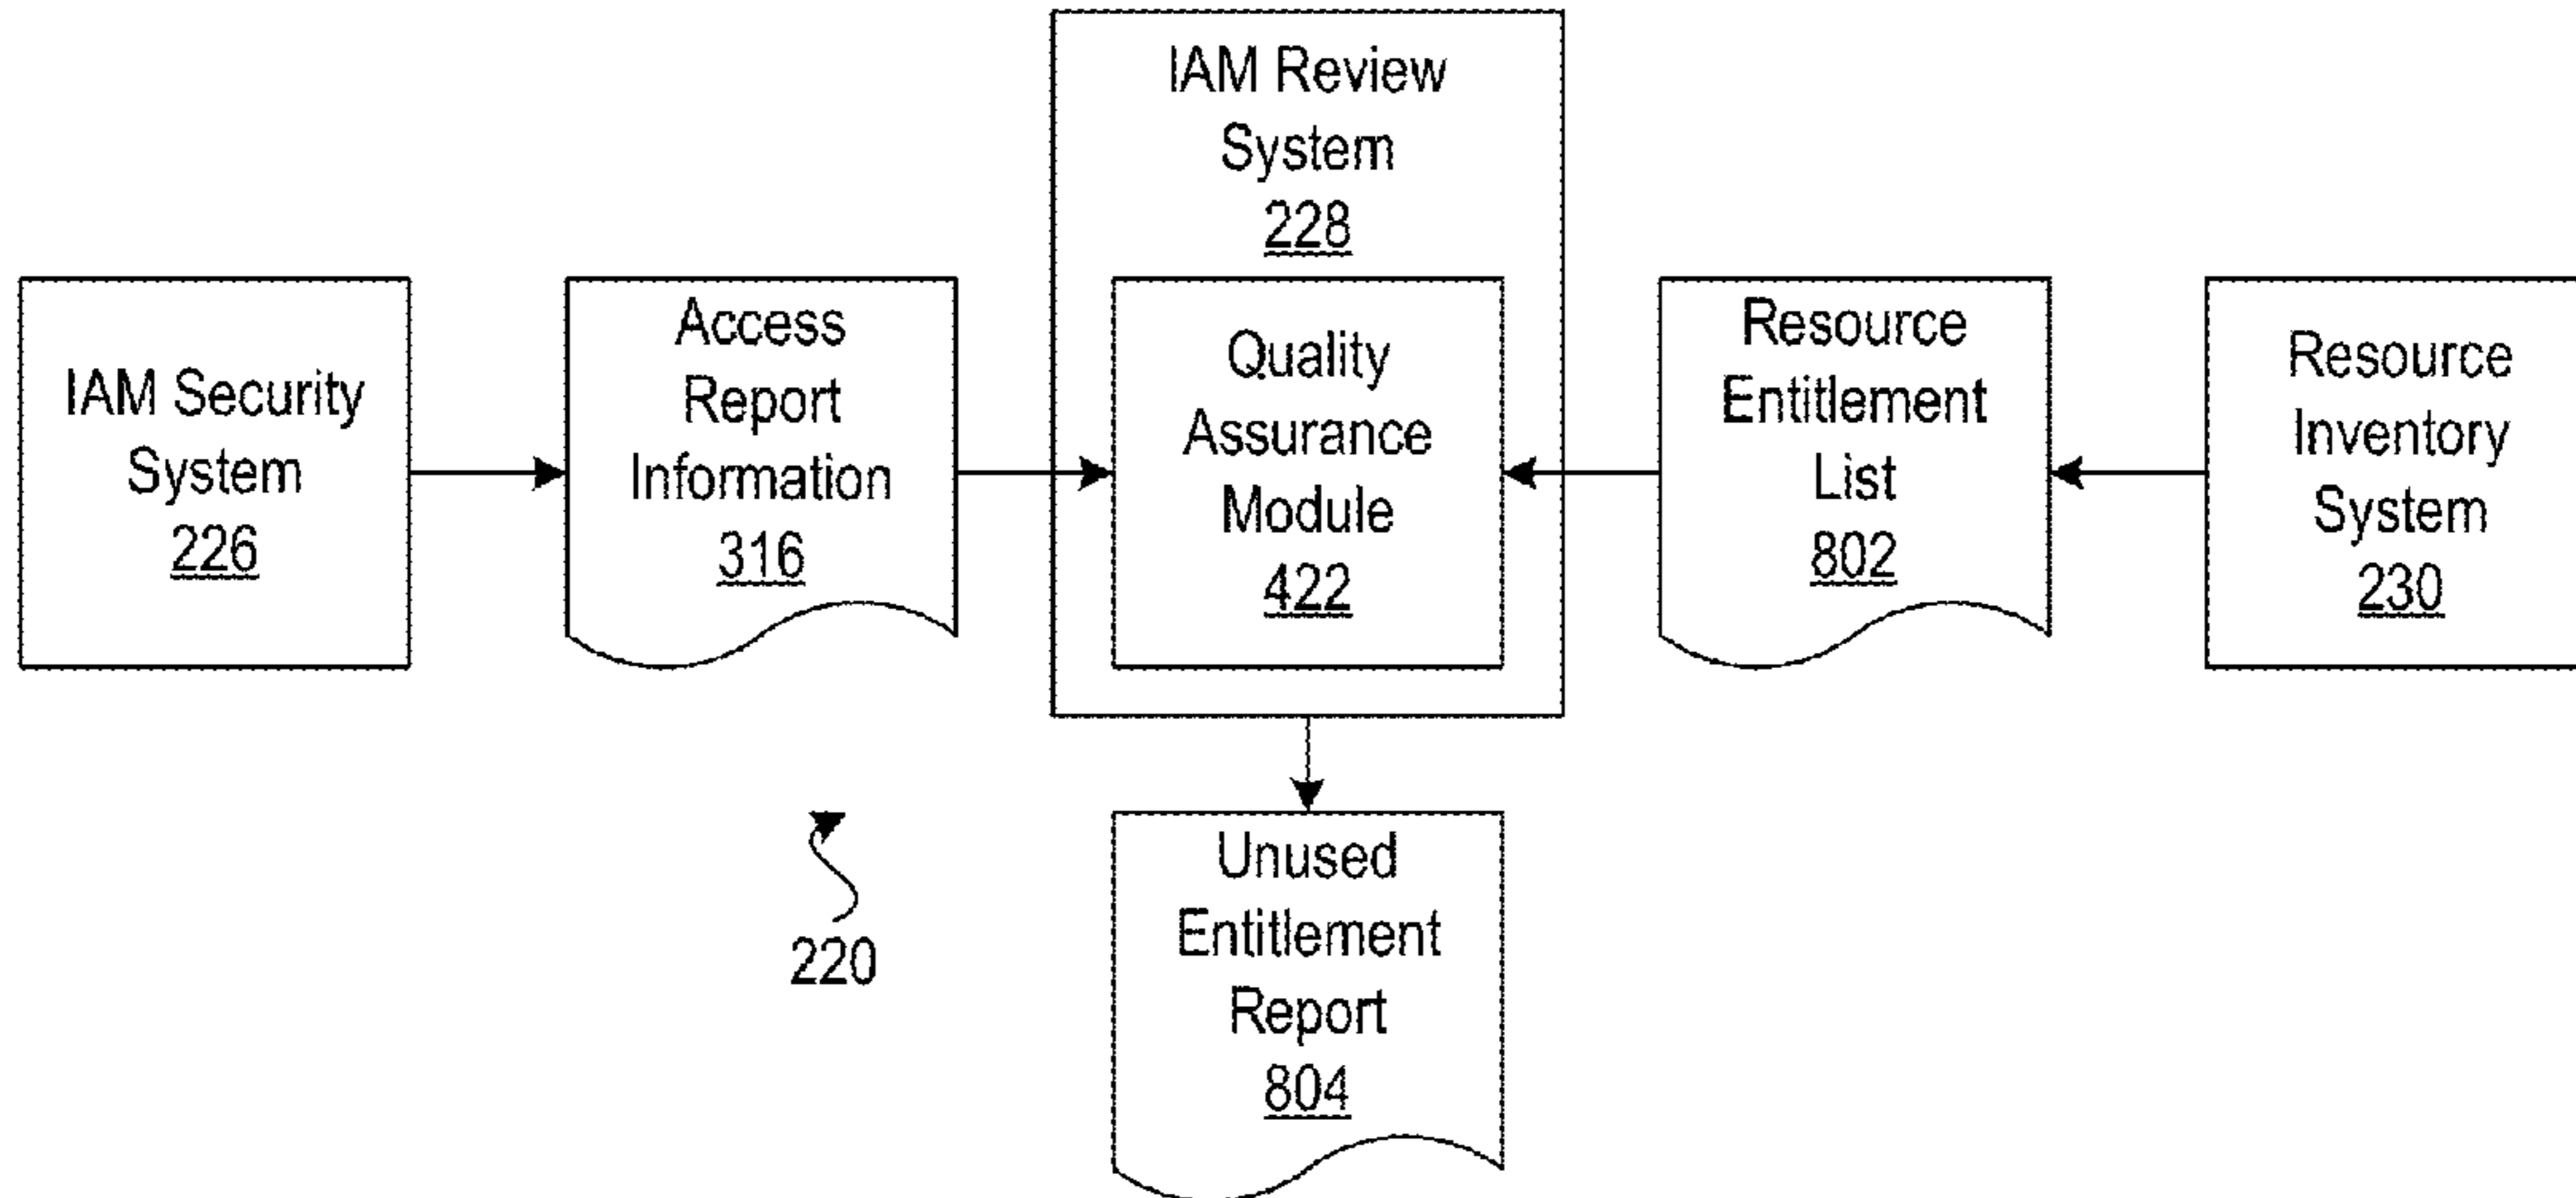 IAM Review
System
228
IAM Security
System
226
Access
Report
Information
316
Quality
Assurance
Module
422
Resource
Entitlement
List
802
Resource
Inventory
System
230
220
Unused
Entitlement
Report
804